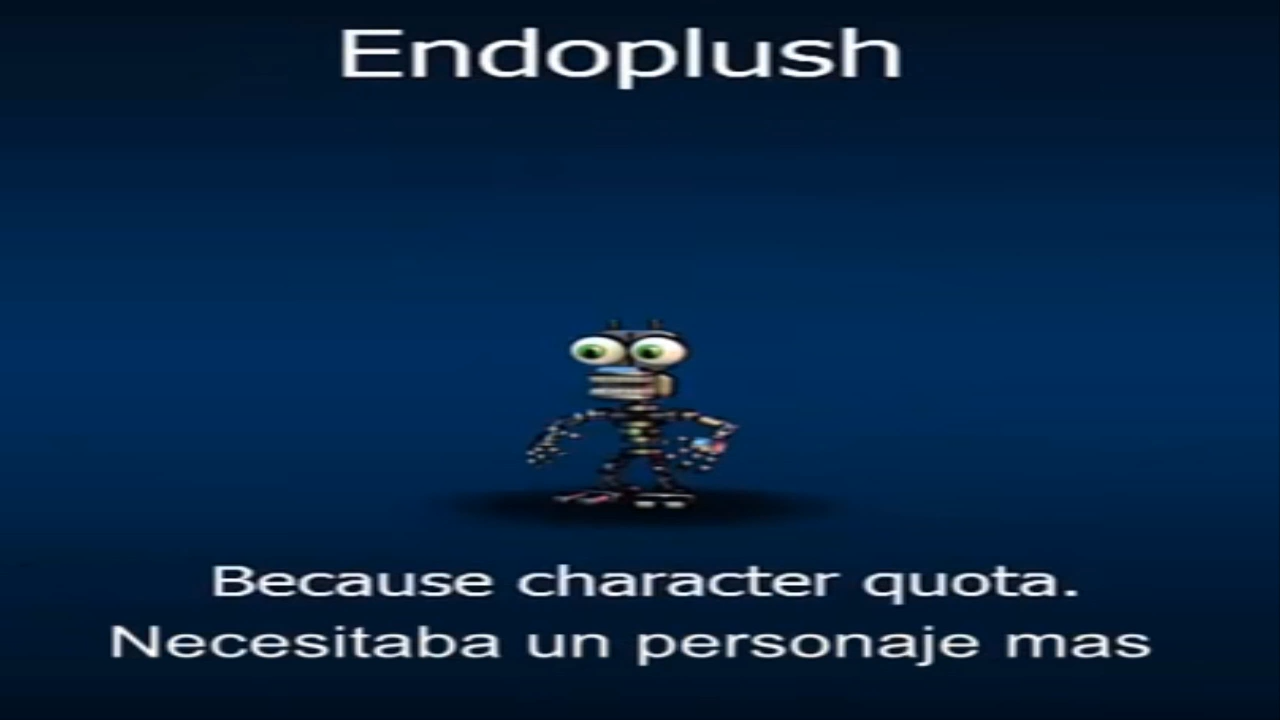 Endoplush
Because character quota.
Necesitaba un personaje mas